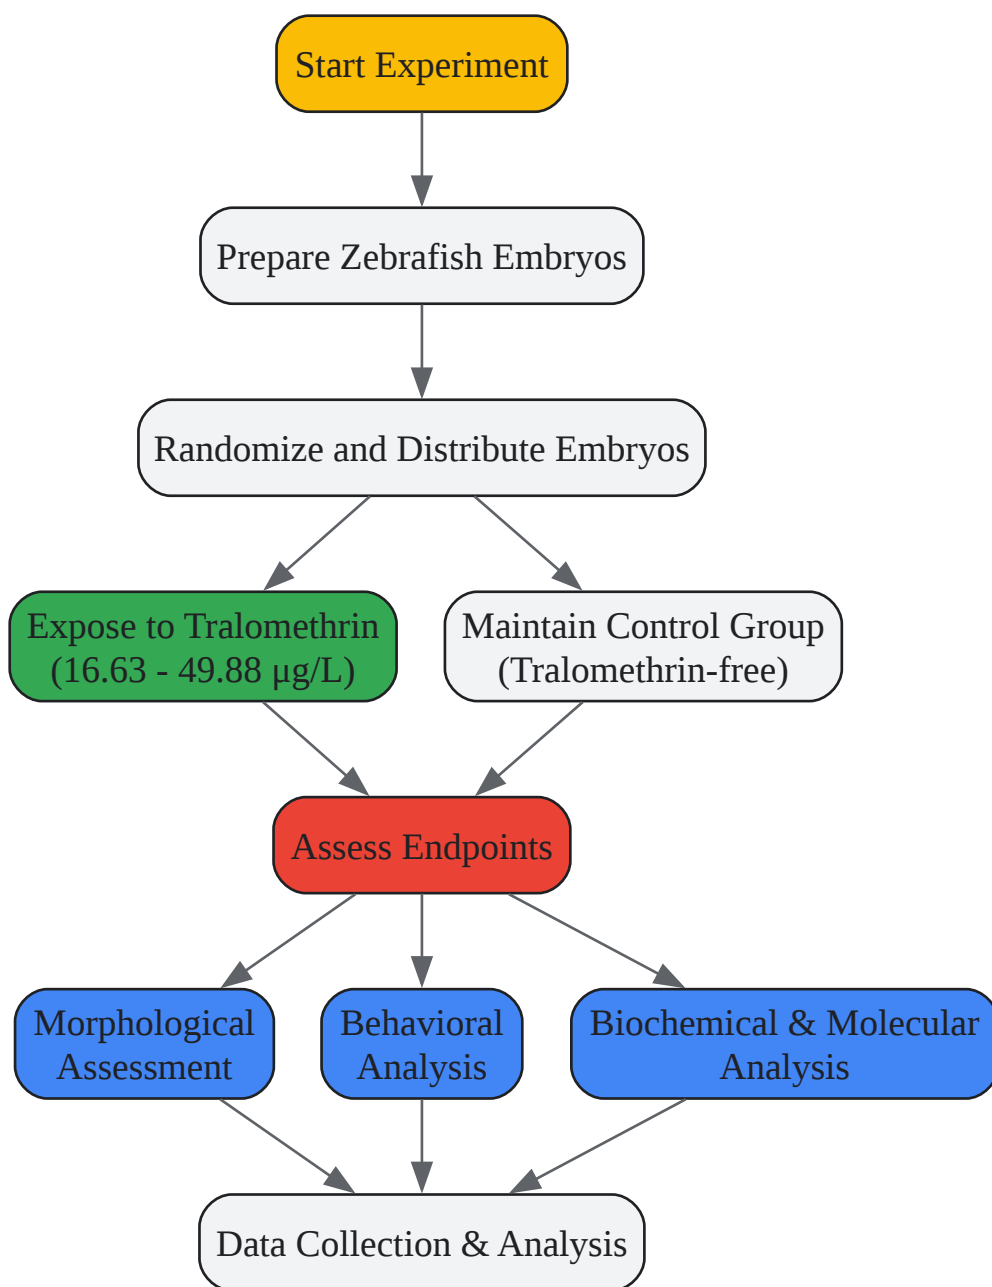 Start Experiment
Prepare Zebrafish Embryos
Randomize and Distribute Embryos
Expose to Tralomethrin
(16.63 - 49.88 μg/L)
Maintain Control Group
(Tralomethrin-free)
Assess Endpoints
Morphological
Assessment
Behavioral
Analysis
Biochemical & Molecular
Analysis
Data Collection & Analysis